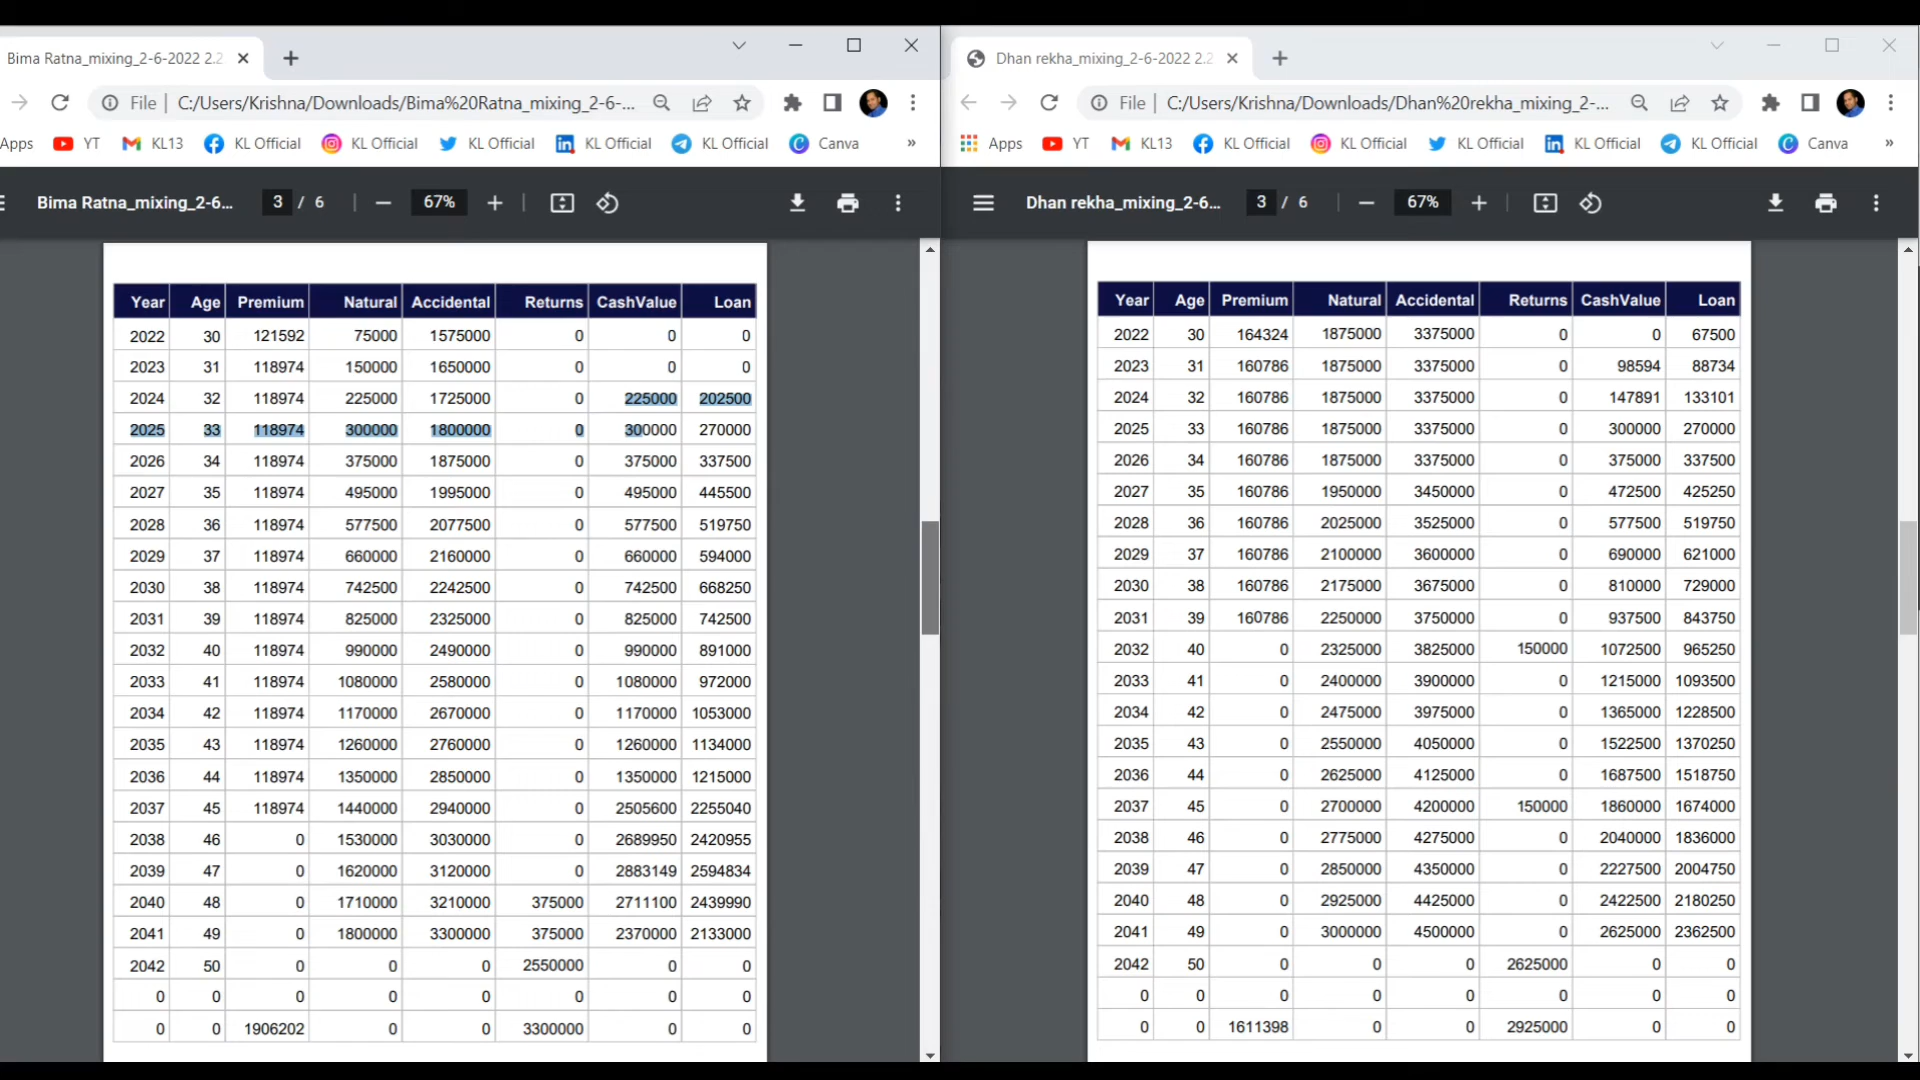 Bima Ratna_mixing_2-6-2022 2.2
File C:/Users/Krishna/Downloads/Bima%20Ratna_mixing_2-6-...
Apps YT KL13 KL Official KL Official KL Official KL Official KL Official Canva »
Bima Ratna_mixing_2-6... 3 / 6 67%
Year Age Premium Natural Accidental Returns CashValue Loan
2022 30 121592 75000 1575000 0 0 0
2023 31 118974 150000 1650000 0 0 0
2024 32 118974 225000 1725000 0 225000 202500
2025 33 118974 300000 1800000 0 300000 270000
2026 34 118974 375000 1875000 0 375000 337500
2027 35 118974 495000 1995000 0 495000 445500
2028 36 118974 577500 2077500 0 577500 519750
2029 37 118974 660000 2160000 0 660000 594000
2030 38 118974 742500 2242500 0 742500 668250
2031 39 118974 825000 2325000 0 825000 742500
2032 40 118974 990000 2490000 0 990000 891000
2033 41 118974 1080000 2580000 0 1080000 972000
2034 42 118974 1170000 2670000 0 1170000 1053000
2035 43 118974 1260000 2760000 0 1260000 1134000
2036 44 118974 1350000 2850000 0 1350000 1215000
2037 45 118974 1440000 2940000 0 2505600 2255040
2038 46 0 1530000 3030000 0 2689950 2420955
2039 47 0 1620000 3120000 0 2883149 2594834
2040 48 0 1710000 3210000 375000 2711100 2439990
2041 49 0 1800000 3300000 375000 2370000 2133000
2042 50 0 0 0 2550000 0 0
0 0 0 0 0 0 0 0
0 0 1906202 0 0 3300000 0 0
Dhan rekha_mixing_2-6-2022 2.2
File C:/Users/Krishna/Downloads/Dhan%20rekha_mixing_2-...
Apps YT KL13 KL Official KL Official KL Official KL Official KL Official Canva »
Dhan rekha_mixing_2-6... 3 / 6 67%
Year Age Premium Natural Accidental Returns CashValue Loan
2022 30 164324 1875000 3375000 0 0 67500
2023 31 160786 1875000 3375000 0 98594 88734
2024 32 160786 1875000 3375000 0 147891 133101
2025 33 160786 1875000 3375000 0 300000 270000
2026 34 160786 1875000 3375000 0 375000 337500
2027 35 160786 1950000 3450000 0 472500 425250
2028 36 160786 2025000 3525000 0 577500 519750
2029 37 160786 2100000 3600000 0 690000 621000
2030 38 160786 2175000 3675000 0 810000 729000
2031 39 160786 2250000 3750000 0 937500 843750
2032 40 0 2325000 3825000 150000 1072500 965250
2033 41 0 2400000 3900000 0 1215000 1093500
2034 42 0 2475000 3975000 0 1365000 1228500
2035 43 0 2550000 4050000 0 1522500 1370250
2036 44 0 2625000 4125000 0 1687500 1518750
2037 45 0 2700000 4200000 150000 1860000 1674000
2038 46 0 2775000 4275000 0 2040000 1836000
2039 47 0 2850000 4350000 0 2227500 2004750
2040 48 0 2925000 4425000 0 2422500 2180250
2041 49 0 3000000 4500000 0 2625000 2362500
2042 50 0 0 0 2625000 0 0
0 0 0 0 0 0 0 0
0 0 1611398 0 0 2925000 0 0